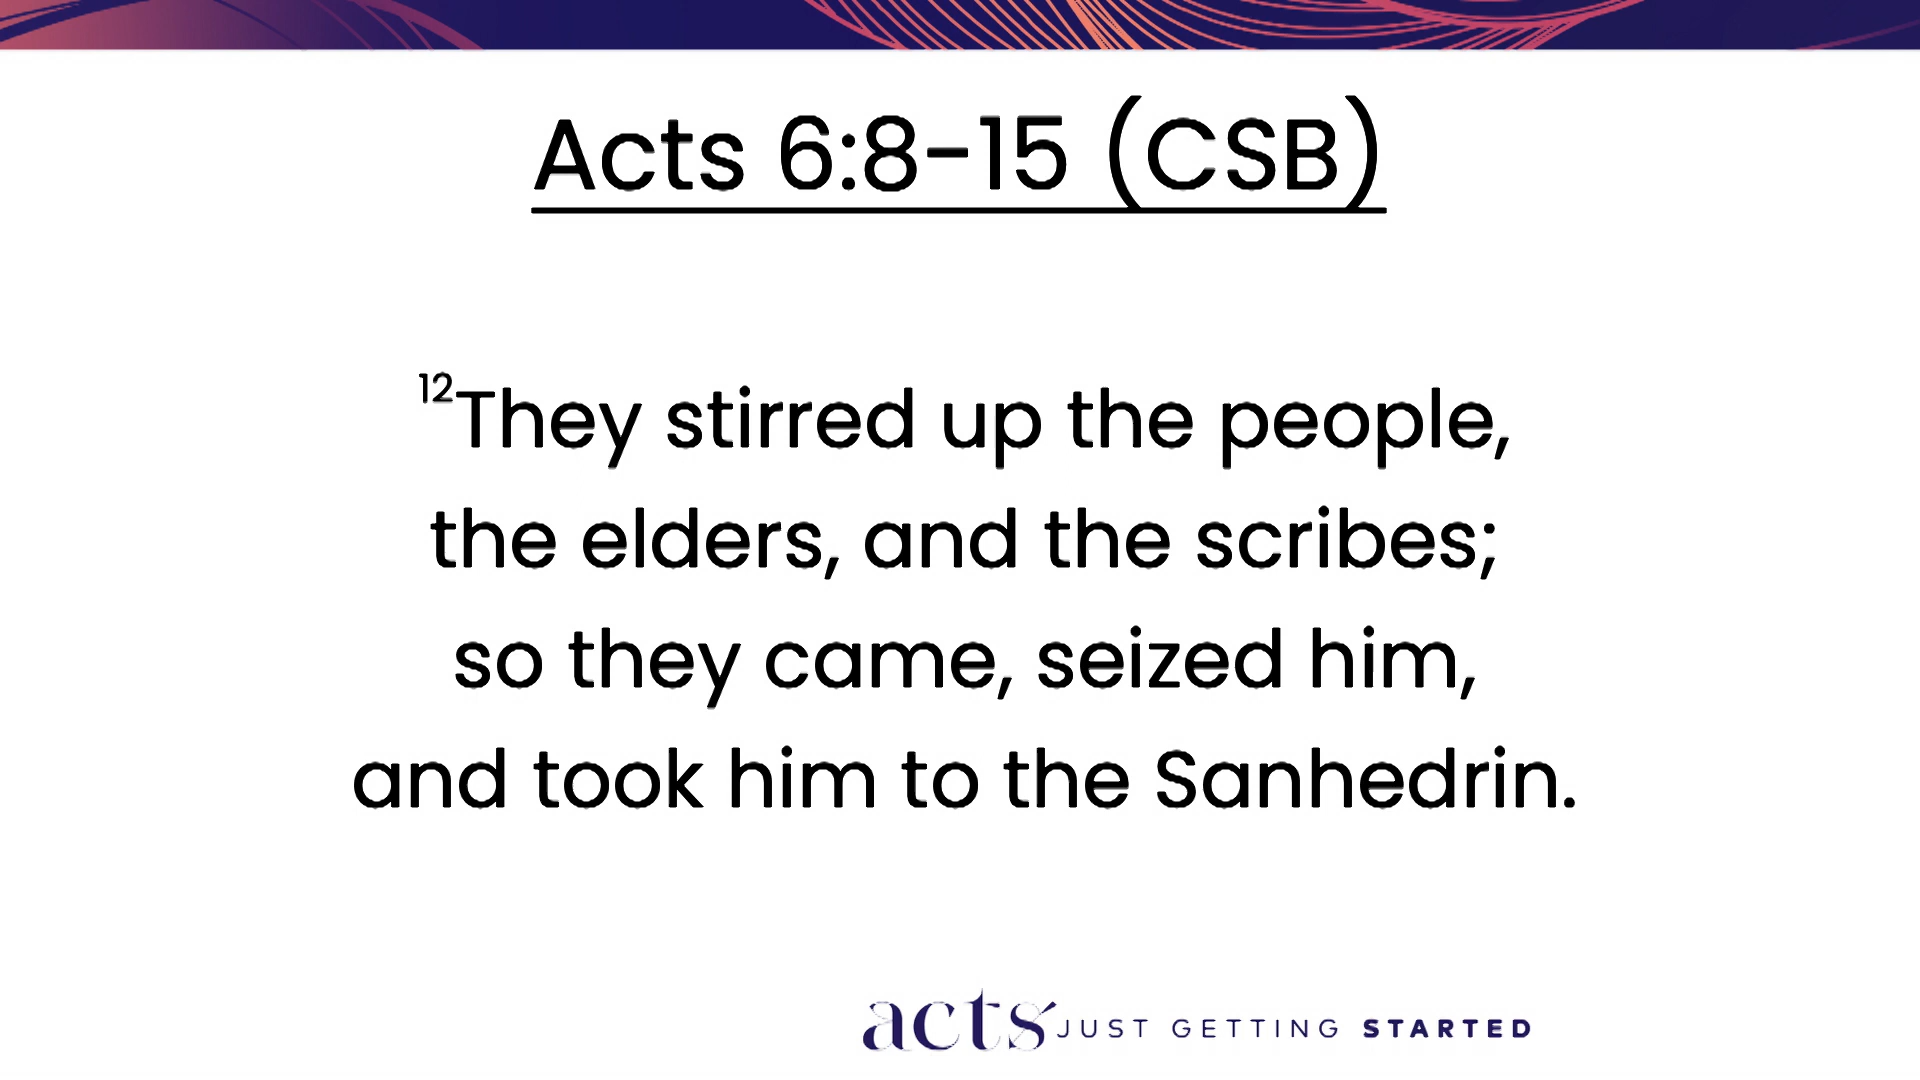 Acts 6:8-15 (CSB)
12They stirred up the people,
the elders, and the scribes;
so they came, seized him,
and took him to the Sanhedrin.
acts JUST GETTING STARTED